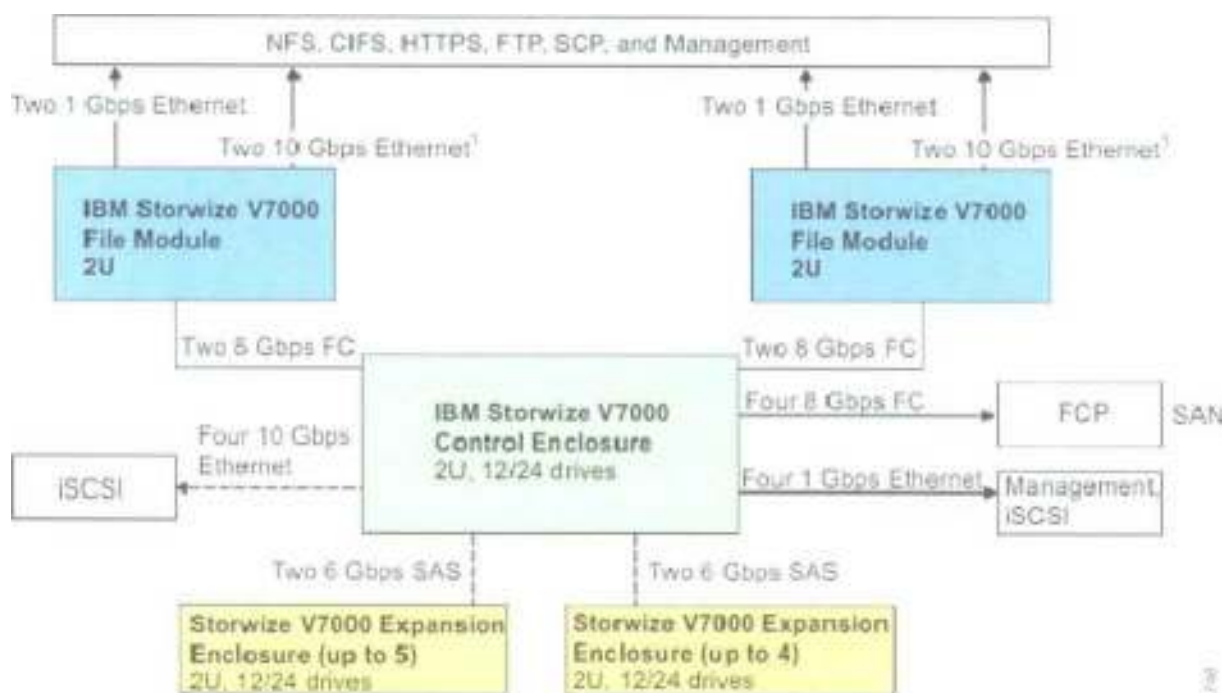 NFS, CIFS, HTTPS, FTP, SCP, and Management
Two 1 Gbps Ethernet
Two 10 Gbps Ethernet¹
Two 1 Gbps Ethernet
Two 10 Gbps Ethernet¹
IBM Storwize V7000
File Module
2U
IBM Storwize V7000
File Module
2U
Two 8 Gbps FC
Two 8 Gbps FC
IBM Storwize V7000
Control Enclosure
2U, 12/24 drives
Four 8 Gbps FC
FCP
SAN
Four 10 Gbps
Ethernet
iSCSI
Four 1 Gbps Ethernet
Management,
iSCSI
Two 6 Gbps SAS
Two 6 Gbps SAS
Storwize V7000 Expansion
Enclosure (up to 5)
2U, 12/24 drives
Storwize V7000 Expansion
Enclosure (up to 4)
2U, 12/24 drives